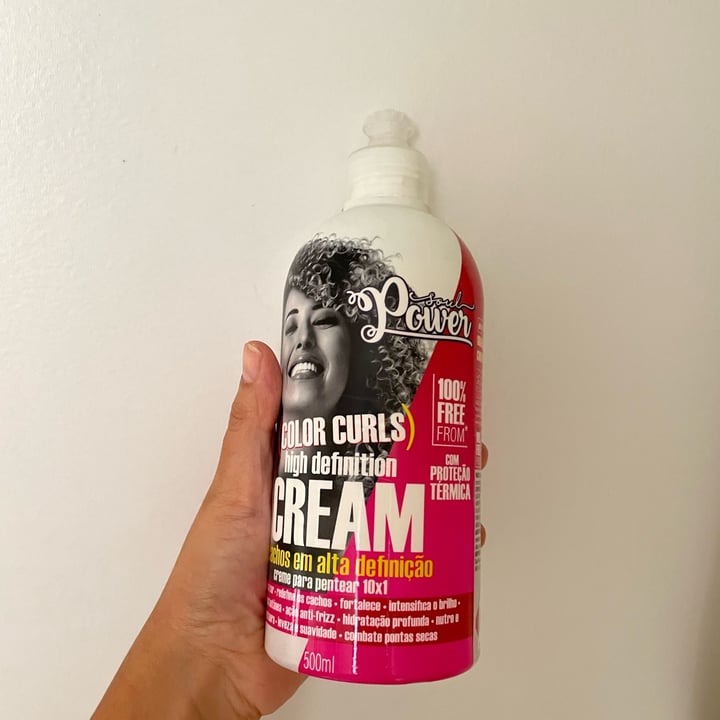 soul
Power
100%
FREE
FROM*
COM
PROTEÇÃO
TÉRMICA
COLOR CURLS)
high definition
CREAM
cachos em alta definição
creme para pentear 10x1
os cachos • fortalece • intensifica o brilho •
• ação anti-frizz • hidratação profunda • nutre e
• leveza e suavidade • combate pontas secas
500ml